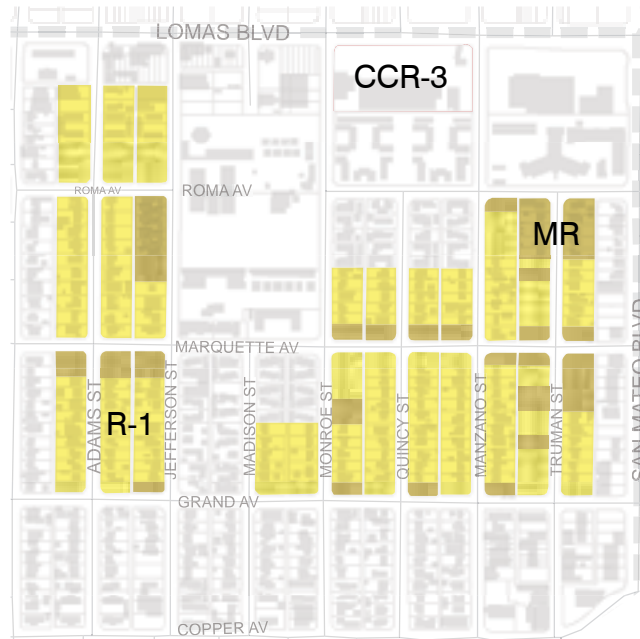 LOMAS BLVD
CCR-3
ROMA AV
ROMA AV
MR
MARQUETTE AV
ADAMS ST
R-1
JEFFERSON ST
MADISON ST
MONROE ST
QUINCY ST
MANZANO ST
TRUMAN ST
SAN MATEO BLVD
GRAND AV
COPPER AV